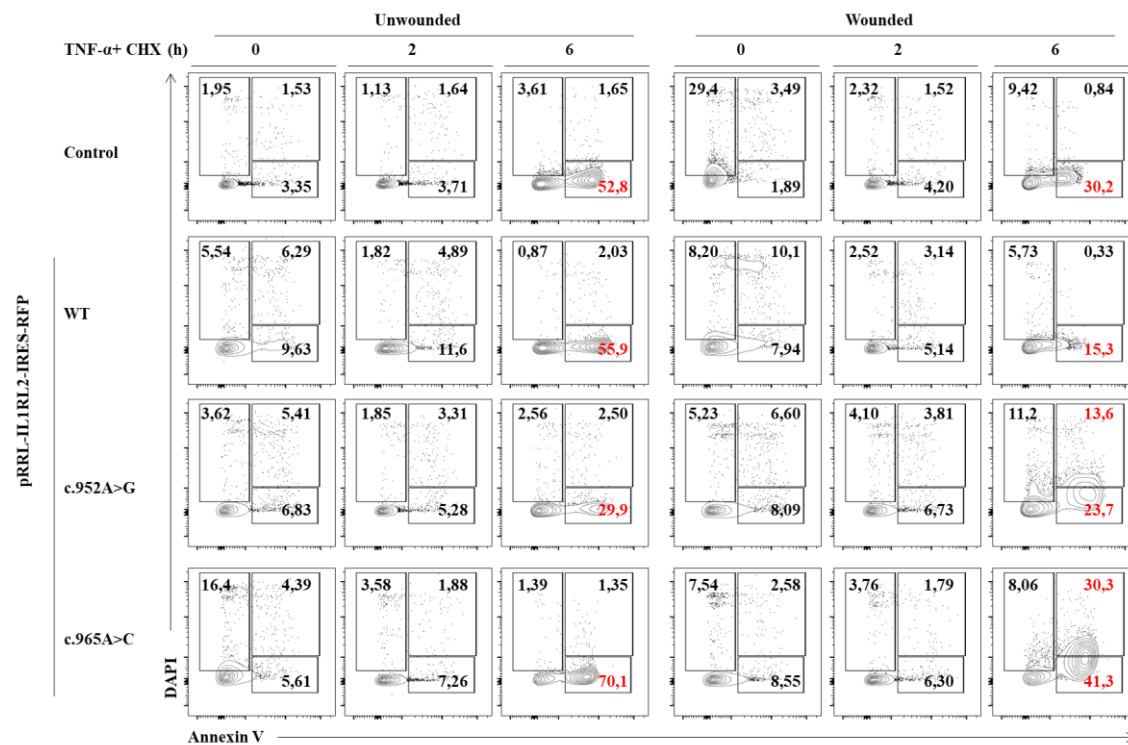 Unwounded Wounded
TNF-α+ CHX (h) 0 2 6 0 2 6
1,95 1,53 1,13 1,64 3,61 1,65 29,4 3,49 2,32 1,52 9,42 0,84
Control
3,35 3,71 52,8 1,89 4,20 30,2
5,54 6,29 1,82 4,89 0,87 2,03 8,20 10,1 2,52 3,14 5,73 0,33
WT
9,63 11,6 55,9 7,94 5,14 15,3
3,62 5,41 1,85 3,31 2,56 2,50 5,23 6,60 4,10 3,81 11,2 13,6
c.952A>G
6,83 5,28 29,9 8,09 6,73 23,7
16,4 4,39 3,58 1,88 1,39 1,35 7,54 2,58 3,76 1,79 8,06 30,3
c.965A>C
5,61 7,26 70,1 8,55 6,30 41,3
pRRL-IL1RL2-IRES-RFP
DAPI
Annexin V